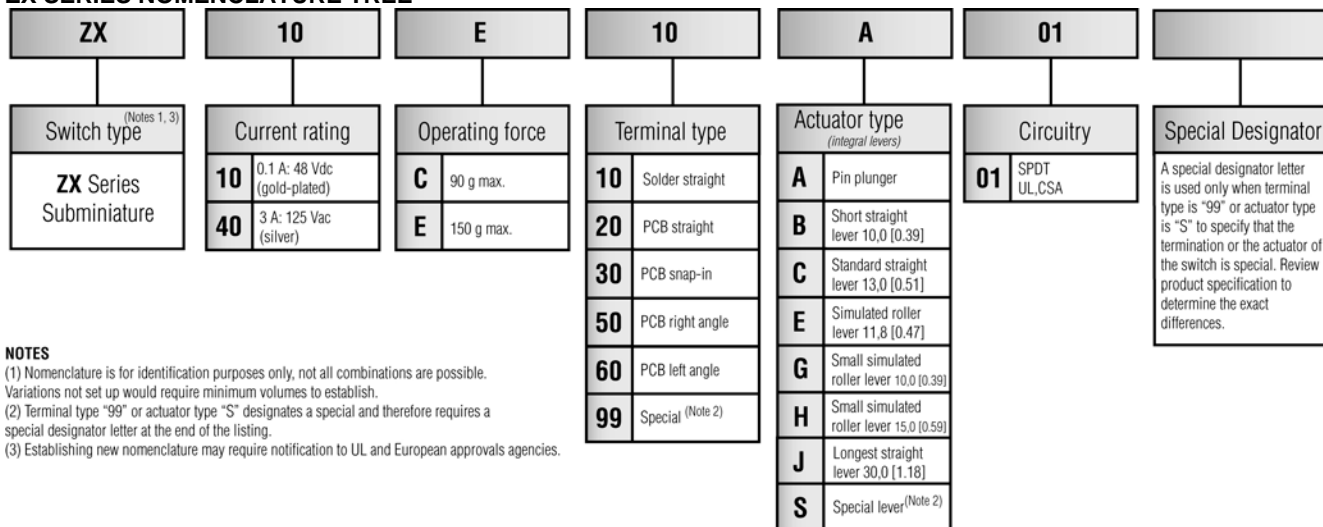 ZX SERIES NOMENCLATURE TREE
ZX
10
E
10
A
01
Switch type (Notes 1, 3)
ZX Series
Subminiature
Current rating
10 0.1 A: 48 Vdc
(gold-plated)
40 3 A: 125 Vac
(silver)
Operating force
C 90 g max.
E 150 g max.
Terminal type
10 Solder straight
20 PCB straight
30 PCB snap-in
50 PCB right angle
60 PCB left angle
99 Special (Note 2)
Actuator type
(integral levers)
A Pin plunger
B Short straight
lever 10,0 [0.39]
C Standard straight
lever 13,0 [0.51]
E Simulated roller
lever 11,8 [0.47]
G Small simulated
roller lever 10,0 [0.39]
H Small simulated
roller lever 15,0 [0.59]
J Longest straight
lever 30,0 [1.18]
S Special lever (Note 2)
Circuitry
01 SPDT
UL,CSA
Special Designator
A special designator letter
is used only when terminal
type is “99” or actuator type
is “S” to specify that the
termination or the actuator of
the switch is special. Review
product specification to
determine the exact
differences.
NOTES
(1) Nomenclature is for identification purposes only, not all combinations are possible.
Variations not set up would require minimum volumes to establish.
(2) Terminal type “99” or actuator type “S” designates a special and therefore requires a
special designator letter at the end of the listing.
(3) Establishing new nomenclature may require notification to UL and European approvals agencies.